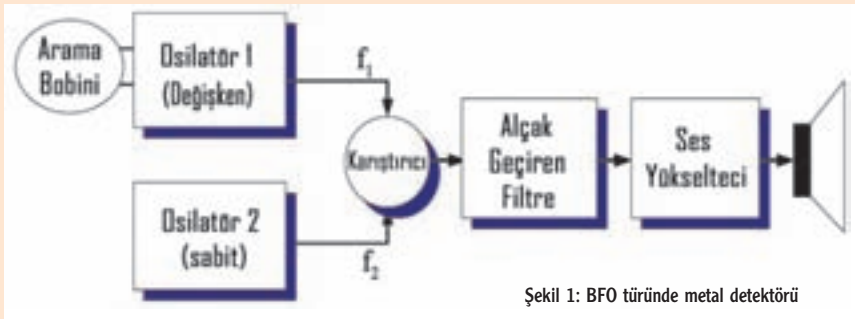 Arama
Bobini
Osilatör 1
(Değişken)
f₁
Karıştırıcı
Alçak
Geçiren
Filtre
Ses
Yükselteci
Osilatör 2
(sabit)
f₂
Şekil 1: BFO türünde metal detektörü